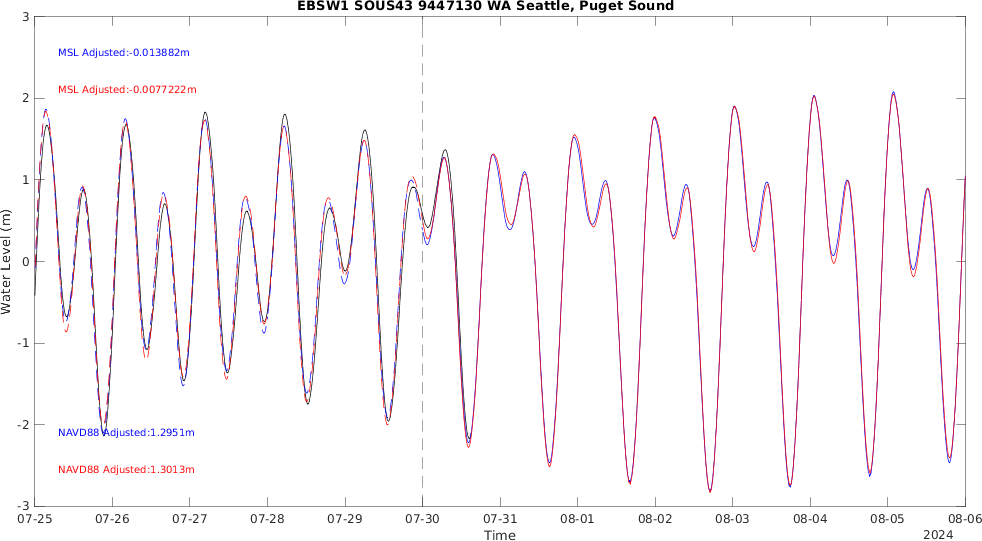 EBSW1 SOUS43 9447130 WA Seattle, Puget Sound
3
2
1
0
-1
-2
-3
Water Level (m)
MSL Adjusted:-0.013882m
MSL Adjusted:-0.0077222m
NAVD88 Adjusted:1.2951m
NAVD88 Adjusted:1.3013m
07-25 07-26 07-27 07-28 07-29 07-30 07-31 08-01 08-02 08-03 08-04 08-05 08-06
Time
2024